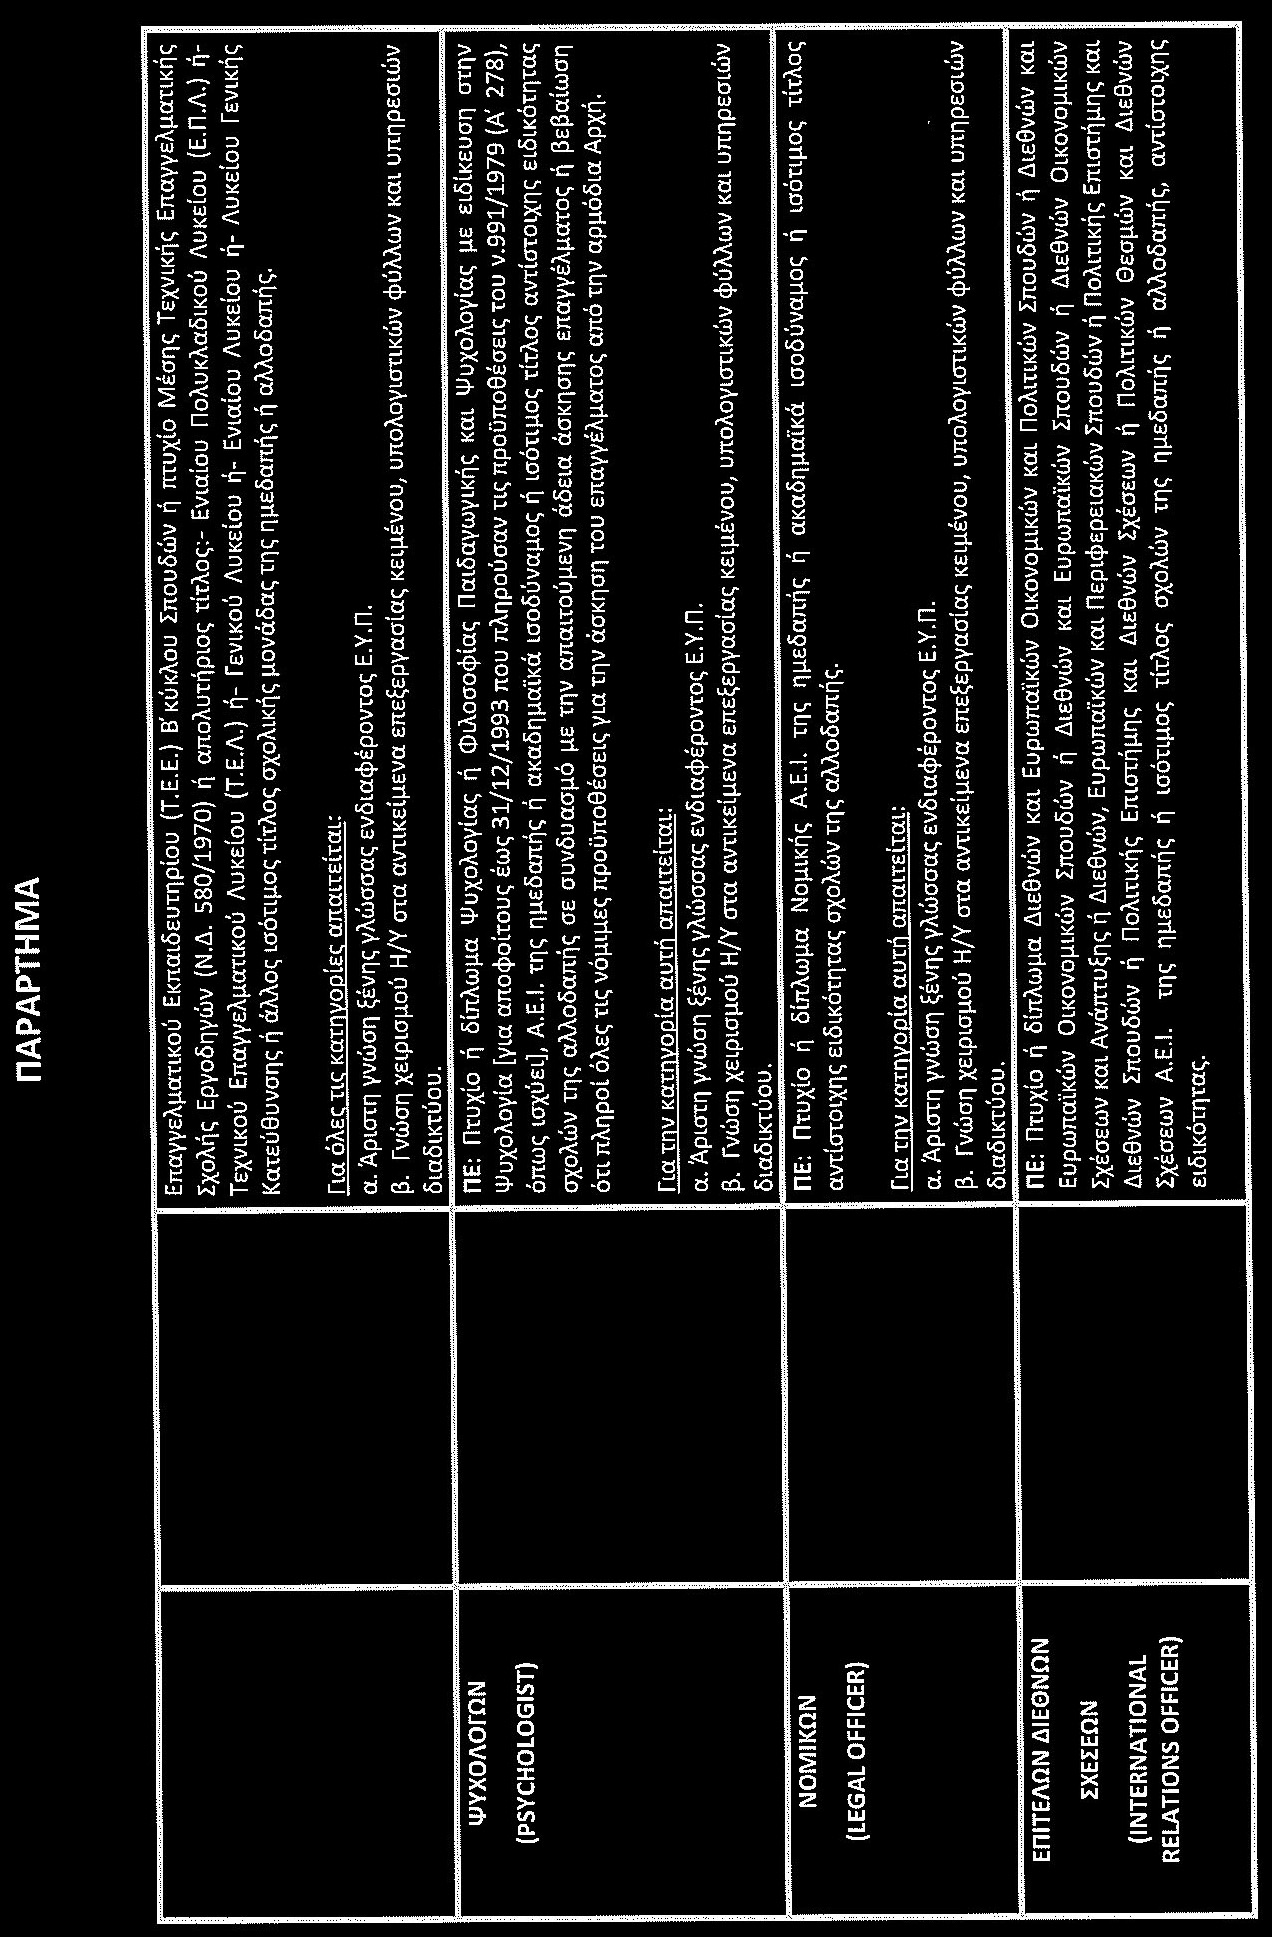 ΠΑΡΑΡΤΗΜΑ
Επαγγελματικού Εκπαιδευτηρίου (Τ.Ε.Ε.) Β' κύκλου Σπουδών ή πτυχίο Μέσης Τεχνικής Επαγγελματικής
Σχολής Εργοδηγών (Ν.Δ. 580/1970) ή απολυτήριος τίτλος:- Ενιαίου Πολυκλαδικού Λυκείου (Ε.Π.Λ.) ή-
Τεχνικού Επαγγελματικού Λυκείου (Τ.Ε.Λ.) ή- Γενικού Λυκείου ή- Ενιαίου Λυκείου ή- Λυκείου Γενικής
Κατεύθυνσης ή άλλος ισότιμος τίτλος σχολικής μονάδας της ημεδαπής ή αλλοδαπής.
Για όλες τις κατηγορίες απαιτείται:
α. Άριστη γνώση ξένης γλώσσας ενδιαφέροντος Ε.Υ.Π.
β. Γνώση χειρισμού Η/Υ στα αντικείμενα επεξεργασίας κειμένου, υπολογιστικών φύλλων και υπηρεσιών
διαδικτύου.
ΨΥΧΟΛΟΓΩΝ
(PSYCHOLOGIST)
ΠΕ: Πτυχίο ή δίπλωμα Ψυχολογίας ή Φιλοσοφίας Παιδαγωγικής και Ψυχολογίας με ειδίκευση στην
Ψυχολογία [για αποφοίτους έως 31/12/1993 που πληρούσαν τις προϋποθέσεις του ν.991/1979 (Α' 278),
όπως ισχύει], Α.Ε.Ι. της ημεδαπής ή ακαδημαϊκά ισοδύναμος ή ισότιμος τίτλος αντίστοιχης ειδικότητας
σχολών της αλλοδαπής σε συνδυασμό με την απαιτούμενη άδεια άσκησης επαγγέλματος ή βεβαίωση
ότι πληροί όλες τις νόμιμες προϋποθέσεις για την άσκηση του επαγγέλματος από την αρμόδια Αρχή.
Για την κατηγορία αυτή απαιτείται:
α. Άριστη γνώση ξένης γλώσσας ενδιαφέροντος Ε.Υ.Π.
β. Γνώση χειρισμού Η/Υ στα αντικείμενα επεξεργασίας κειμένου, υπολογιστικών φύλλων και υπηρεσιών
διαδικτύου.
ΝΟΜΙΚΩΝ
(LEGAL OFFICER)
ΠΕ: Πτυχίο ή δίπλωμα Νομικής Α.Ε.Ι. της ημεδαπής ή ακαδημαϊκά ισοδύναμος ή ισότιμος τίτλος
αντίστοιχης ειδικότητας σχολών της αλλοδαπής.
Για την κατηγορία αυτή απαιτείται:
α. Άριστη γνώση ξένης γλώσσας ενδιαφέροντος Ε.Υ.Π.
β. Γνώση χειρισμού Η/Υ στα αντικείμενα επεξεργασίας κειμένου, υπολογιστικών φύλλων και υπηρεσιών
διαδικτύου.
ΕΠΙΤΕΛΩΝ ΔΙΕΘΝΩΝ
ΣΧΕΣΕΩΝ
(INTERNATIONAL
RELATIONS OFFICER)
ΠΕ: Πτυχίο ή δίπλωμα Διεθνών και Ευρωπαϊκών Οικονομικών και Πολιτικών Σπουδών ή Διεθνών και
Ευρωπαϊκών Οικονομικών Σπουδών ή Διεθνών και Ευρωπαϊκών Σπουδών ή Διεθνών Οικονομικών
Σχέσεων και Ανάπτυξης ή Διεθνών, Ευρωπαϊκών και Περιφερειακών Σπουδών ή Πολιτικής Επιστήμης και
Διεθνών Σπουδών ή Πολιτικής Επιστήμης και Διεθνών Σχέσεων ή Πολιτικών Θεσμών και Διεθνών
Σχέσεων Α.Ε.Ι. της ημεδαπής ή ισότιμος τίτλος σχολών της ημεδαπής ή αλλοδαπής, αντίστοιχης
ειδικότητας.